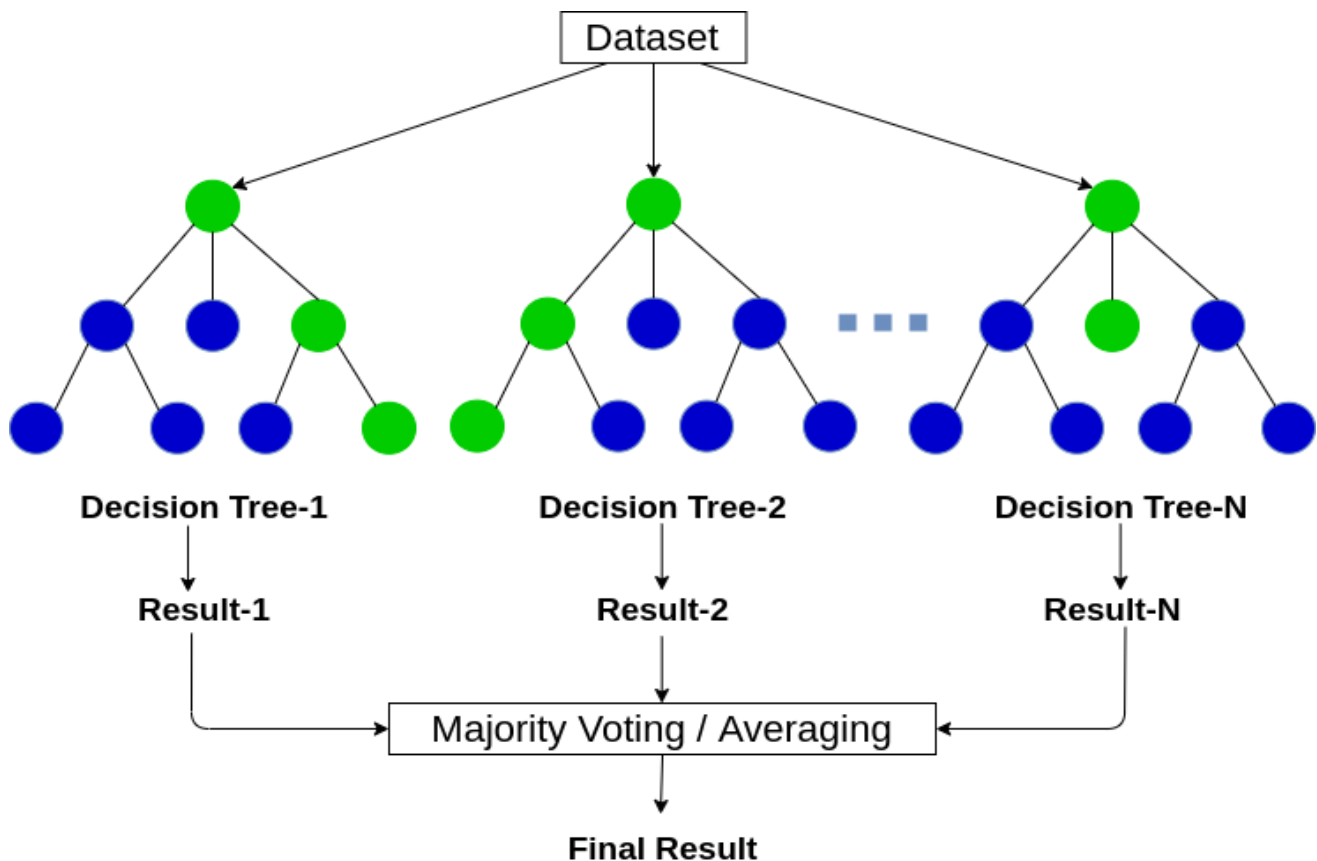 Dataset
Decision Tree-1
Decision Tree-2
Decision Tree-N
Result-1
Result-2
Result-N
Majority Voting / Averaging
Final Result